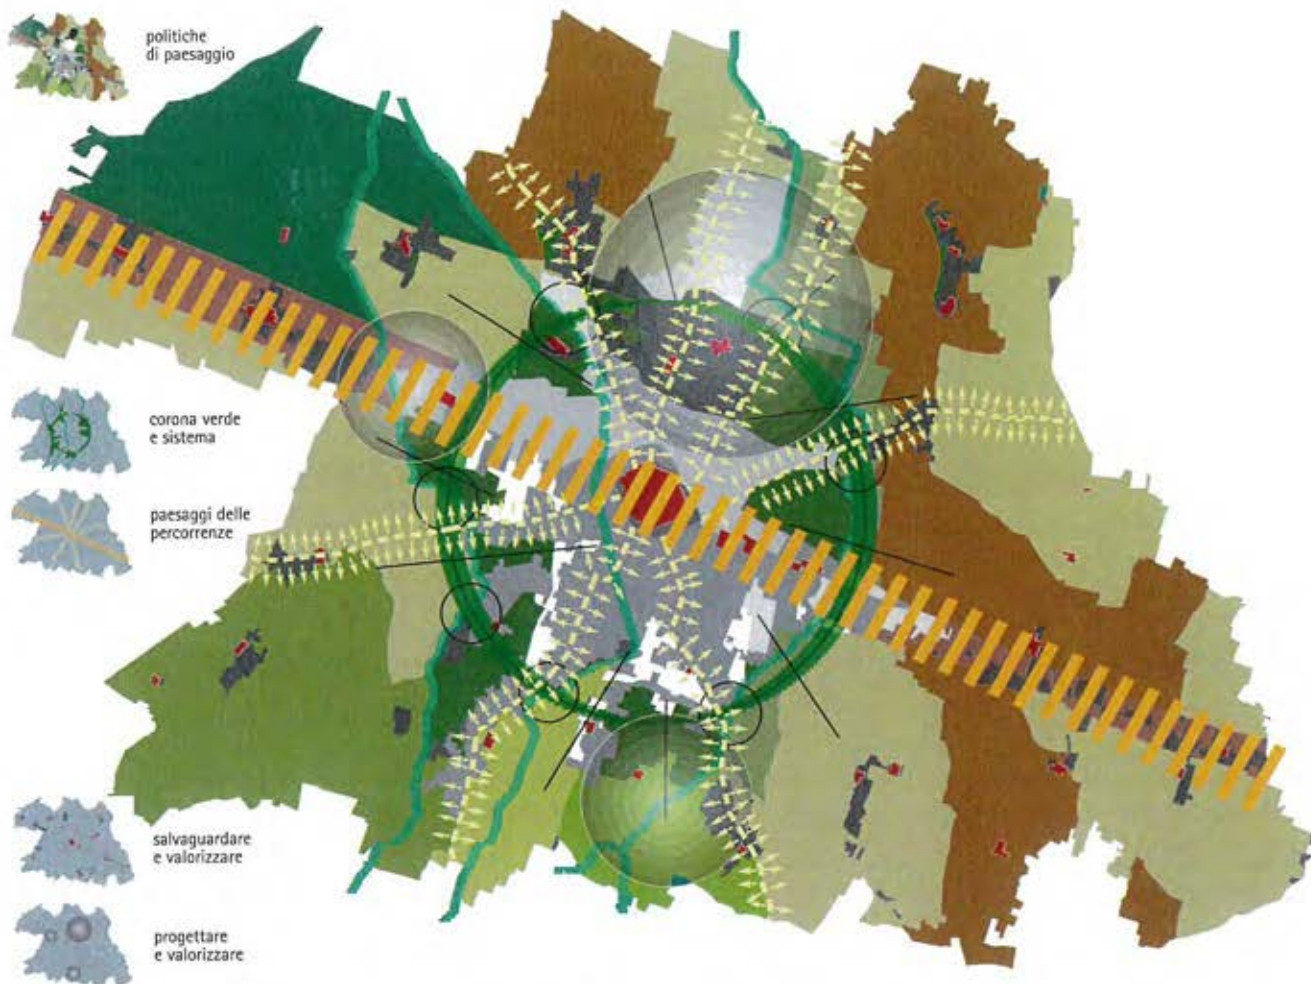 politiche
di paesaggio
corona verde
e sistema
paesaggi delle
percorrenze
salvaguardare
e valorizzare
progettare
e valorizzare